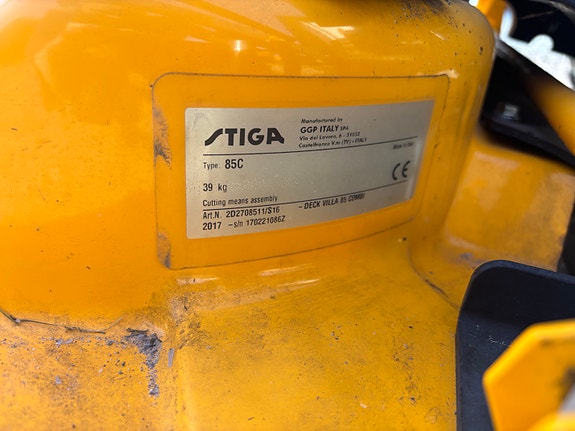 Manufactured by
GGP ITALY SPA
Via del Lavoro, 6 - 31033
Castelfranco V.to (TV) - ITALY
STIGA
Made in Italy
Type: 85C
CE
39 kg
Cutting means assembly
Art.N. 2D2708511/S16 - DECK VILLA 85 COMBI
2017 - s/n 170221086Z